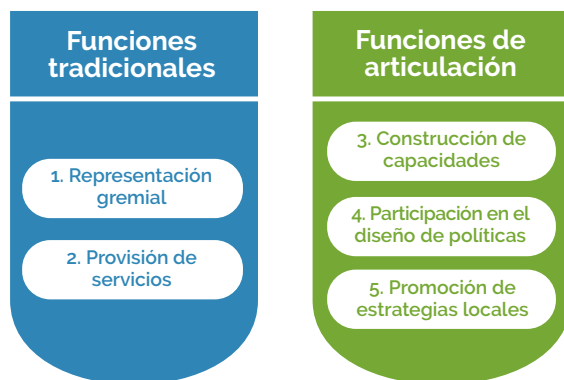 Funciones
tradicionales
1. Representación
gremial
2. Provisión de
servicios
Funciones de
articulación
3. Construcción de
capacidades
4. Participación en el
diseño de políticas
5. Promoción de
estrategias locales